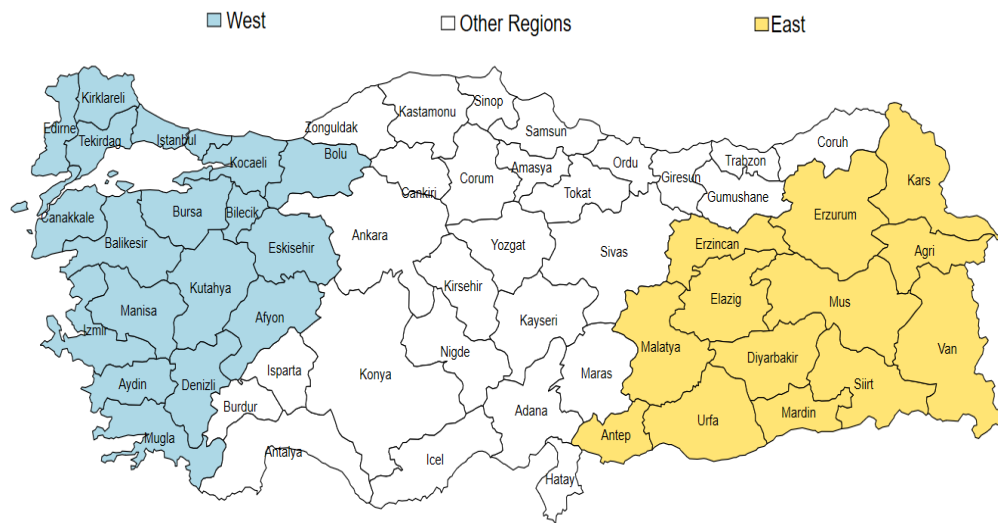 West
Other Regions
East
Kirklareli
Edirne
Tekirdag
Istanbul
Kocaeli
Bolu
Zonguldak
Kastamonu
Sinop
Samsun
Cankiri
Corum
Amasya
Tokat
Ordu
Giresun
Trabzon
Gumushane
Coruh
Kars
Erzurum
Agri
Erzincan
Canakkale
Bursa
Bilecik
Balikesir
Eskisehir
Ankara
Yozgat
Sivas
Kirsehir
Kutahya
Manisa
Afyon
Izmir
Kayseri
Elazig
Mus
Van
Malatya
Diyarbakir
Siirt
Nigde
Maras
Isparta
Konya
Aydin
Denizli
Burdur
Adana
Mardin
Urfa
Antep
Mugla
Antalya
Icel
Hatay